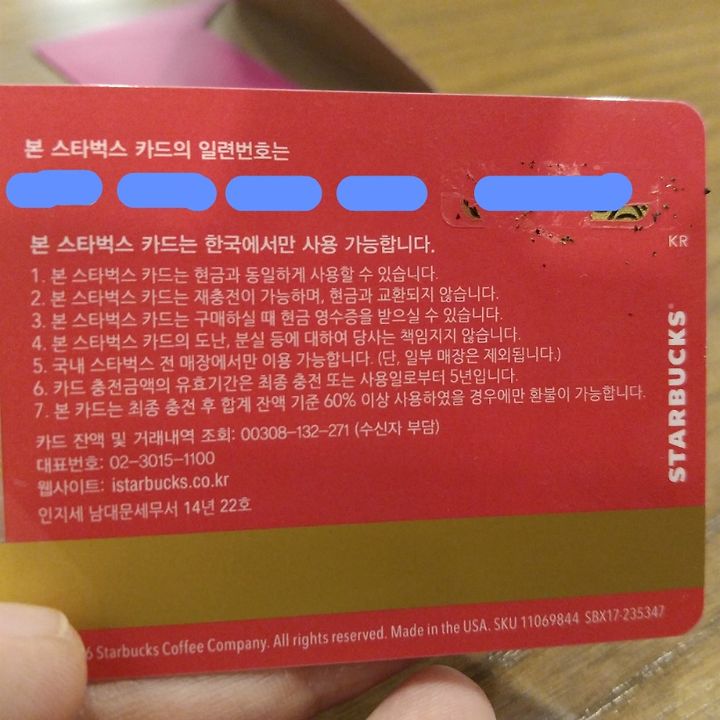 본 스타벅스 카드의 일련번호는
본 스타벅스 카드는 한국에서만 사용 가능합니다.
KR
1. 본 스타벅스 카드는 현금과 동일하게 사용할 수 있습니다.
2. 본 스타벅스 카드는 재충전이 가능하며, 현금과 교환되지 않습니다.
3. 본 스타벅스 카드는 구매하실 때 현금 영수증을 받으실 수 있습니다.
4. 본 스타벅스 카드의 도난, 분실 등에 대하여 당사는 책임지지 않습니다.
5. 국내 스타벅스 전 매장에서만 이용 가능합니다. (단, 일부 매장은 제외됩니다.)
6. 카드 충전금액의 유효기간은 최종 충전 또는 사용일로부터 5년입니다.
7. 본 카드는 최종 충전 후 합계 잔액 기준 60% 이상 사용하였을 경우에만 환불이 가능합니다.
STARBUCKS®
카드 잔액 및 거래내역 조회: 00308-132-271 (수신자 부담)
대표번호: 02-3015-1100
웹사이트: istarbucks.co.kr
인지세 남대문세무서 14년 22호
6 Starbucks Coffee Company. All rights reserved. Made in the USA. SKU 11069844 SBX17-235347